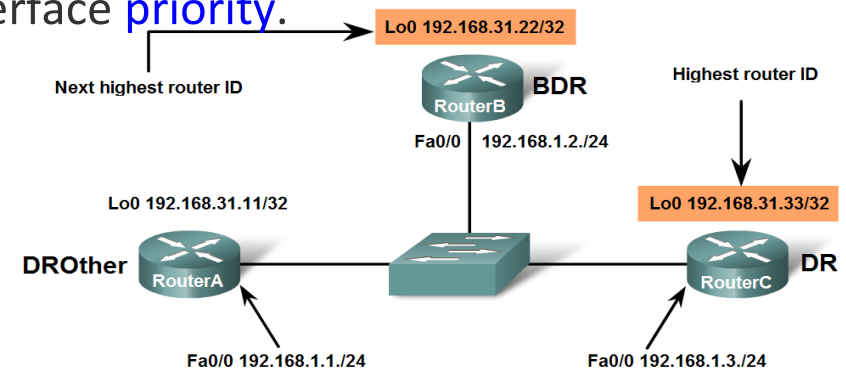 erface priority.
Lo0 192.168.31.22/32
Next highest router ID
BDR
Highest router ID
RouterB
Fa0/0 192.168.1.2./24
Lo0 192.168.31.11/32
Lo0 192.168.31.33/32
DROther
RouterA
RouterC
DR
Fa0/0 192.168.1.1./24
Fa0/0 192.168.1.3./24